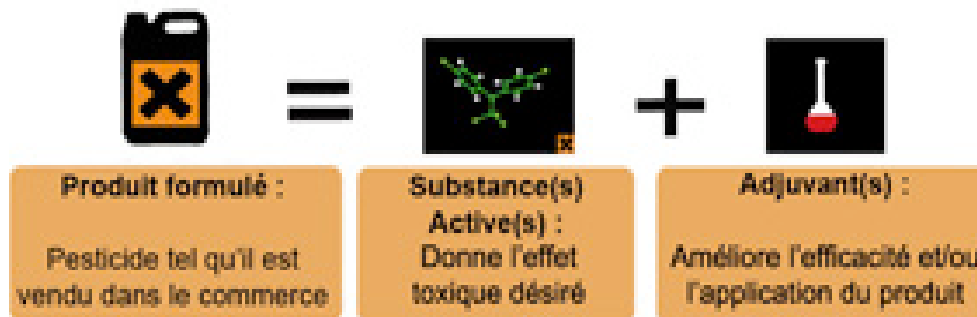 Produit formulé :
Pesticide tel qu'il est
vendu dans le commerce
Substance(s)
Active(s) :
Donne l'effet
toxique désiré
Adjuvant(s) :
Améliore l'efficacité et/ou
l'application du produit